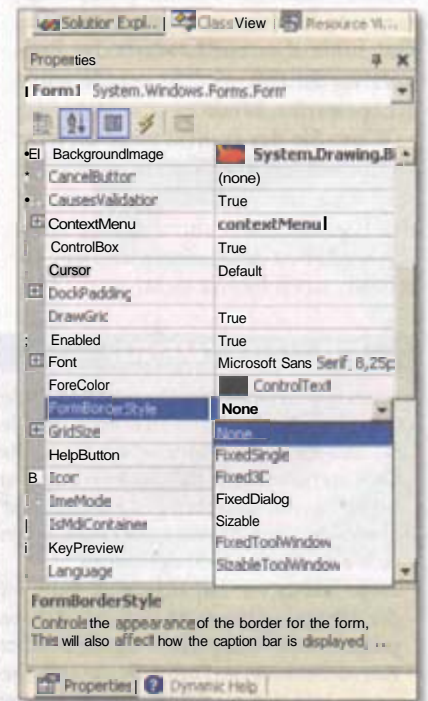 Solution Expl... | Class View | Resource Vi...
Properties
Form1 System.Windows.Forms.Form
BackgroundImage System.Drawing.Bi
CancelButton (none)
CausesValidation True
ContextMenu contextMenu1
ControlBox True
Cursor Default
DockPadding
DrawGrid True
Enabled True
Font Microsoft Sans Serif, 8,25p
ForeColor ControlText
FormBorderStyle None
GridSize None
HelpButton FixedSingle
Icon Fixed3D
ImeMode FixedDialog
IsMdiContainer Sizable
KeyPreview FixedToolWindow
Language SizableToolWindow
FormBorderStyle
Controls the appearance of the border for the form,
This will also affect how the caption bar is displayed, ..
Properties | Dynamic Help